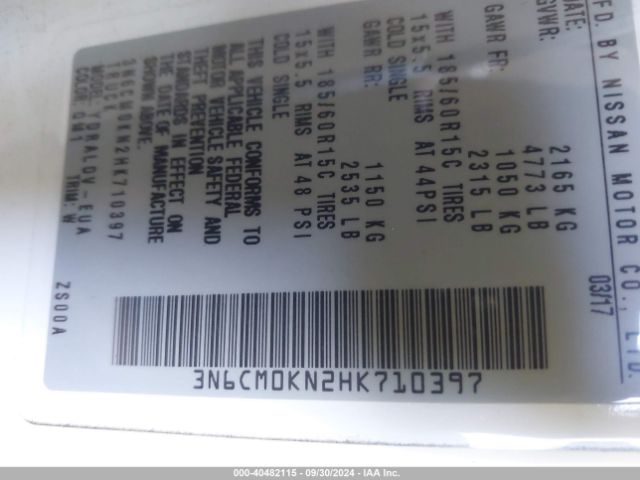 MFD. BY NISSAN MOTOR CO., LTD.
DATE: 03/17
GVWR: 2165 KG
4773 LB
GAWR FR: 1050 KG
2315 LB
WITH 185/60R15C TIRES
15x5.5 RIMS AT 44PSI
COLD SINGLE
GAWR RR: 1150 KG
2535 LB
WITH 185/60R15C TIRES
15x5.5 RIMS AT 48 PSI
COLD SINGLE
THIS VEHICLE CONFORMS TO
ALL APPLICABLE FEDERAL
MOTOR VEHICLE SAFETY AND
THEFT PREVENTION
STANDARDS IN EFFECT ON
THE DATE OF MANUFACTURE
SHOWN ABOVE.
3N6CM0KN2HK710397
TRUCK
MODEL: COLOR: QM1 TRIM: W
ZS00A
3N6CM0KN2HK710397
000-40482115 - 09/30/2024 - IAA Inc.